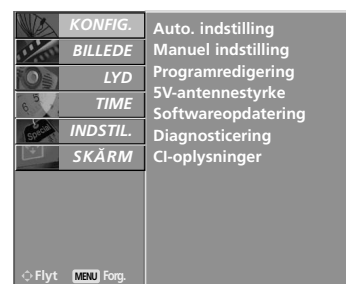 KONFIG.
BILLEDE
LYD
TIME
INDSTIL.
SKĂRM
Auto. indstilling
Manuel indstilling
Programredigering
5V-antennestyrke
Softwareopdatering
Diagnosticering
CI-oplysninger
Flyt MENU Forg.